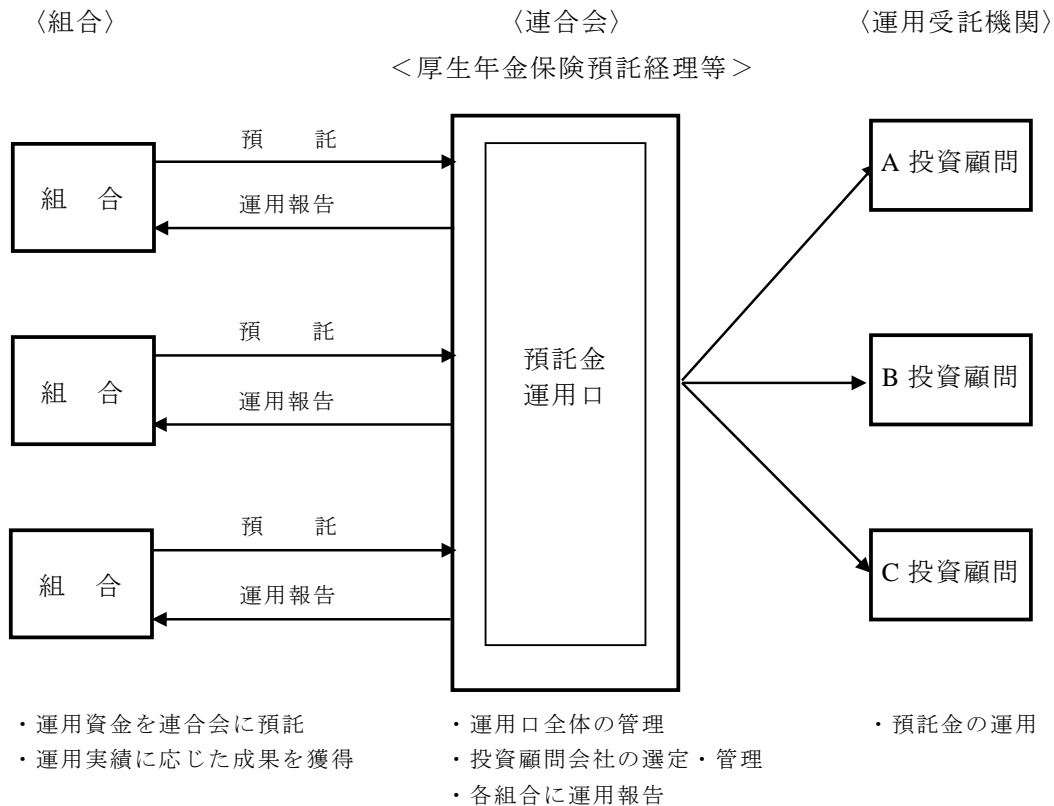 〈組合〉
〈連合会〉
〈運用受託機関〉
＜厚生年金保険預託経理等＞
預　託
組　合
運用報告
預　託
組　合
運用報告
預　託
組　合
運用報告
預託金
運用口
A 投資顧問
B 投資顧問
C 投資顧問
・運用資金を連合会に預託
・運用実績に応じた成果を獲得
・運用口全体の管理
・投資顧問会社の選定・管理
・各組合に運用報告
・預託金の運用